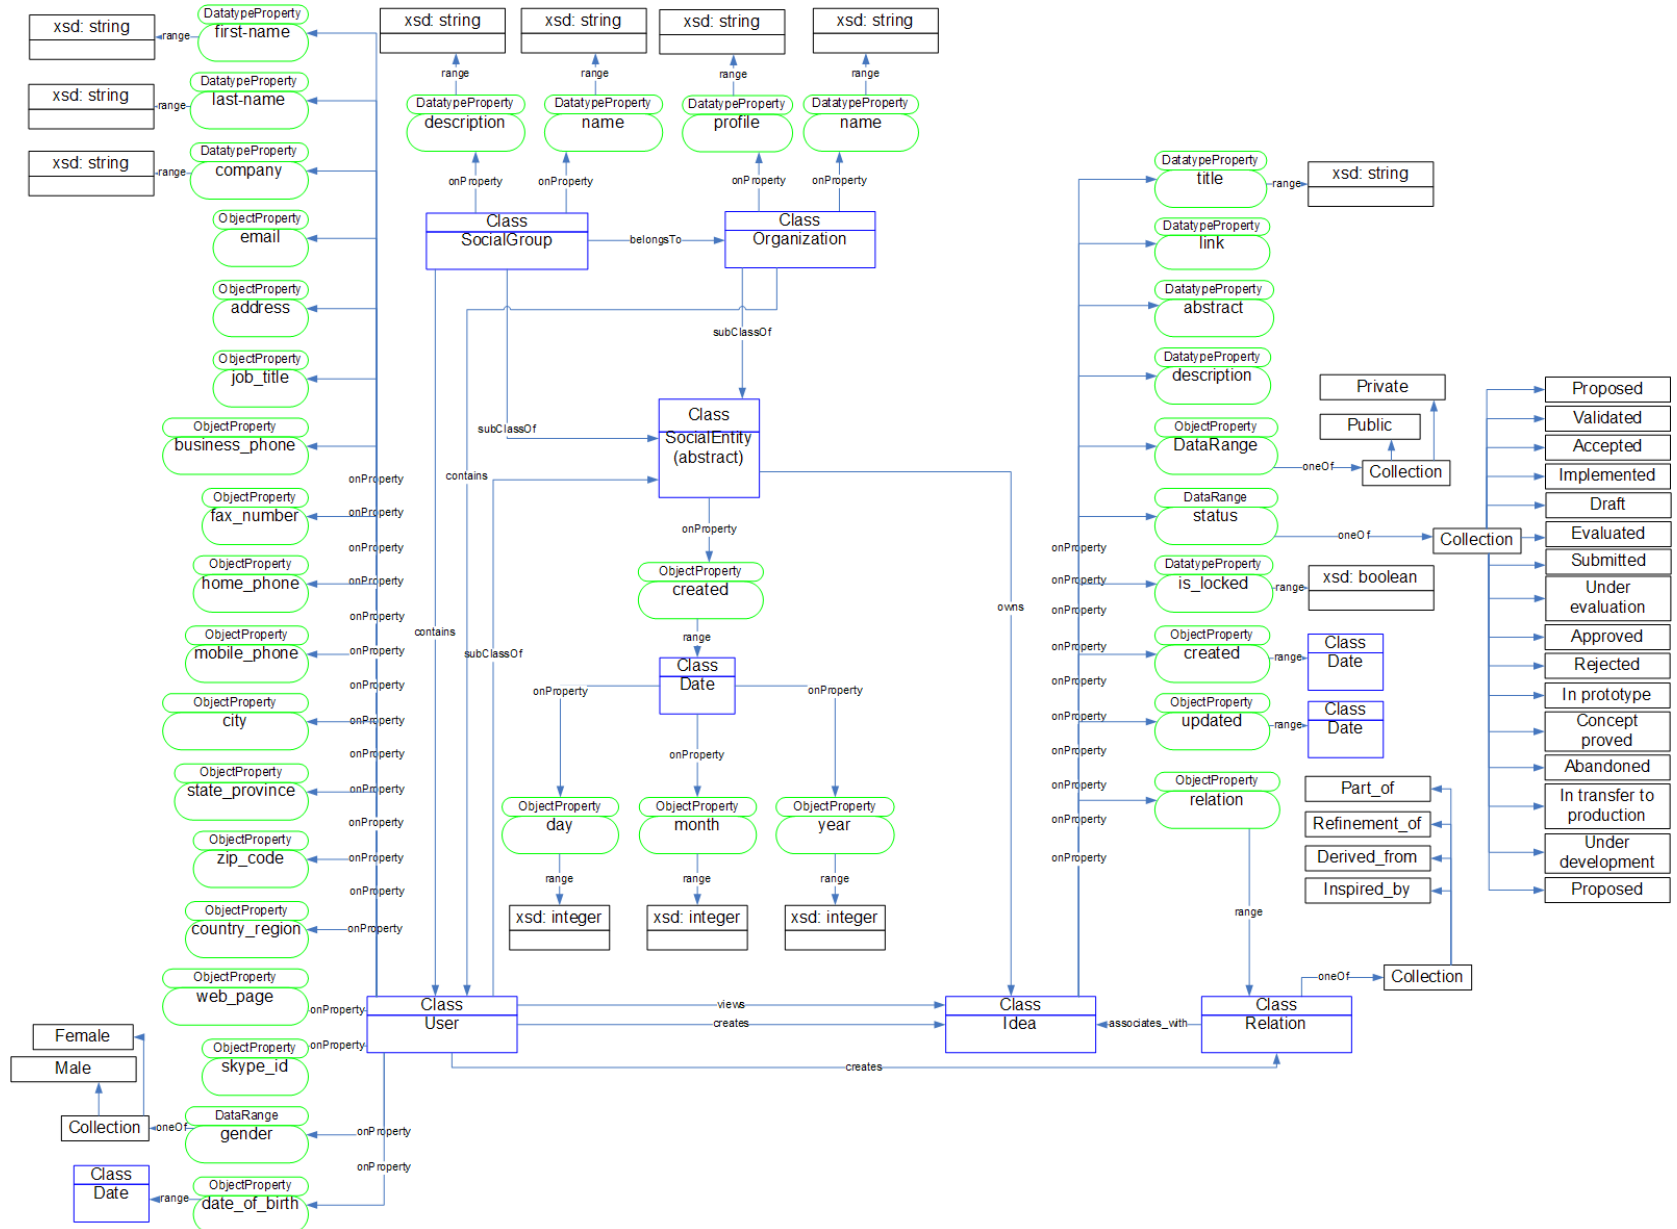 DatatypeProperty
first-name
range
xsd: string
DatatypeProperty
last-name
range
xsd: string
DatatypeProperty
company
range
xsd: string
ObjectProperty
email
ObjectProperty
address
ObjectProperty
job_title
ObjectProperty
business_phone
onProperty
ObjectProperty
fax_number
onProperty
onProperty
ObjectProperty
home_phone
onProperty
onProperty
ObjectProperty
mobile_phone
onProperty
onProperty
ObjectProperty
city
onProperty
onProperty
ObjectProperty
state_province
onProperty
onProperty
ObjectProperty
zip_code
onProperty
onProperty
ObjectProperty
country_region
onProperty
ObjectProperty
web_page
onProperty
ObjectProperty
skype_id
onProperty
DataRange
gender
onProperty
oneOf
Collection
Female
Male
onProperty
ObjectProperty
date_of_birth
range
Class
Date
xsd: string
range
DatatypeProperty
description
onProperty
xsd: string
range
DatatypeProperty
name
onProperty
xsd: string
range
DatatypeProperty
profile
onProperty
xsd: string
range
DatatypeProperty
name
onProperty
Class
SocialGroup
belongsTo
Class
Organization
subClassOf
subClassOf
contains
contains
subClassOf
Class
SocialEntity
(abstract)
onProperty
owns
ObjectProperty
created
range
Class
Date
onProperty
onProperty
onProperty
ObjectProperty
day
range
xsd: integer
ObjectProperty
month
range
xsd: integer
ObjectProperty
year
range
xsd: integer
Class
User
views
creates
creates
Class
Idea
associates_with
Class
Relation
oneOf
Collection
Part_of
Refinement_of
Derived_from
Inspired_by
DatatypeProperty
title
range
xsd: string
DatatypeProperty
link
DatatypeProperty
abstract
DatatypeProperty
description
ObjectProperty
DataRange
oneOf
Collection
Public
Private
DataRange
status
oneOf
Collection
onProperty
DatatypeProperty
is_locked
range
xsd: boolean
onProperty
onProperty
ObjectProperty
created
range
Class
Date
onProperty
onProperty
ObjectProperty
updated
range
Class
Date
onProperty
onProperty
ObjectProperty
relation
range
onProperty
onProperty
onProperty
Proposed
Validated
Accepted
Implemented
Draft
Evaluated
Submitted
Under
evaluation
Approved
Rejected
In prototype
Concept
proved
Abandoned
In transfer to
production
Under
development
Proposed